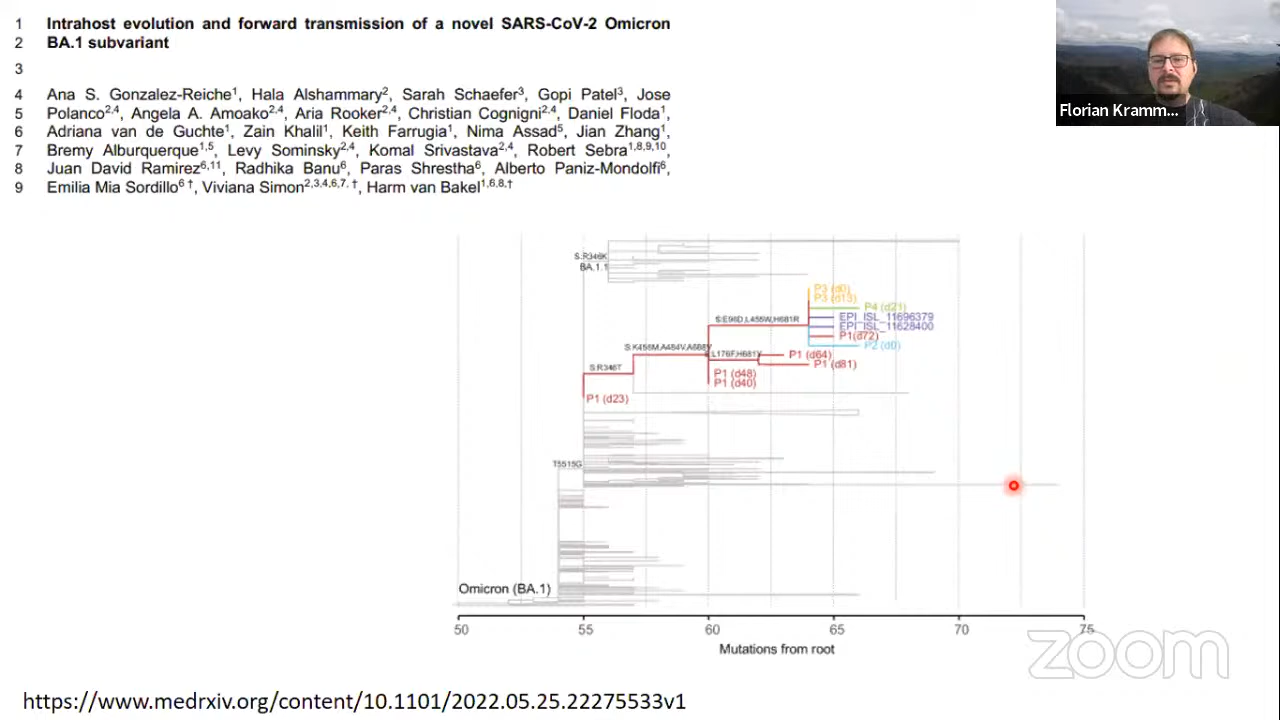 1 Intrahost evolution and forward transmission of a novel SARS-CoV-2 Omicron
2 BA.1 subvariant
3
4 Ana S. Gonzalez-Reiche1, Hala Alshammary2, Sarah Schaefer3, Gopi Patel3, Jose
5 Polanco2,4, Angela A. Amoako2,4, Aria Rooker2,4, Christian Cognigni2,4, Daniel Floda1,
6 Adriana van de Guchte1, Zain Khalil1, Keith Farrugia1, Nima Assad5, Jian Zhang1,
7 Bremy Alburquerque1,5, Levy Sominsky2,4, Komal Srivastava2,4, Robert Sebra1,8,9,10,
8 Juan David Ramirez6,11, Radhika Banu6, Paras Shrestha6, Alberto Paniz-Mondolfi6,
9 Emilia Mia Sordillo6 †, Viviana Simon2,3,4,6,7, †, Harm van Bakel1,6,8,†
Florian Kramm...
S:R346K
BA.1.1
P3 (d0)
P3 (d13)
P4 (d21)
S:E96D,L455W,H681R
EPI_ISL_11696379
EPI_ISL_11628400
P1(d72)
P2 (d0)
S:K458M,A484V,A688V
L176F,H681Y
P1 (d64)
P1 (d81)
S:R346T
P1 (d48)
P1 (d40)
P1 (d23)
T5515G
Omicron (BA.1)
50 55 60 65 70 75
Mutations from root
zoom
https://www.medrxiv.org/content/10.1101/2022.05.25.22275533v1